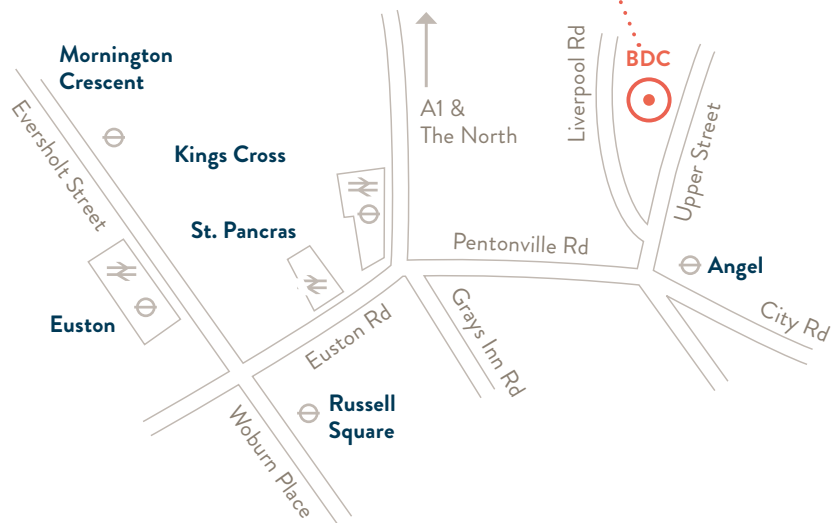 Mornington
Crescent
Eversholt Street
Kings Cross
St. Pancras
Euston
A1 &
The North
Liverpool Rd
BDC
Upper Street
Pentonville Rd
Angel
City Rd
Grays Inn Rd
Euston Rd
Russell
Square
Woburn Place